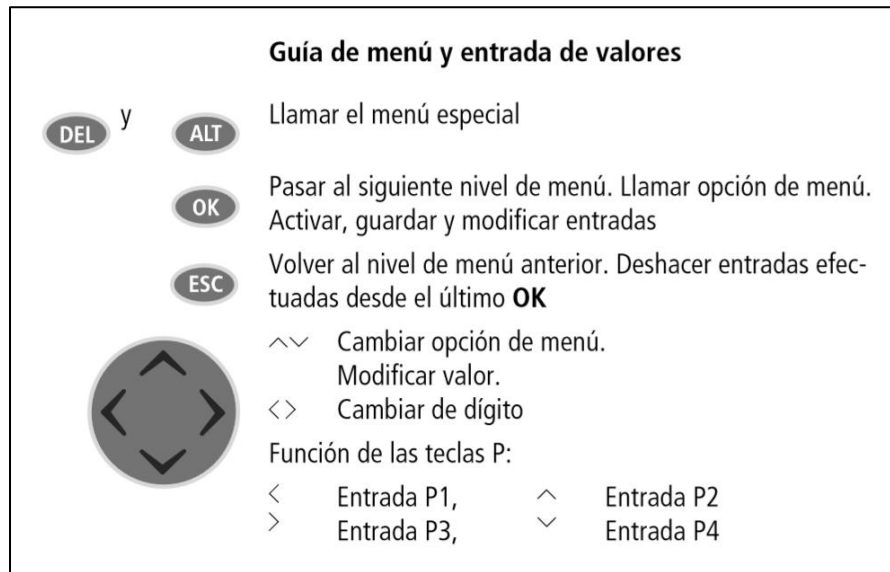 Guía de menú y entrada de valores
DEL y ALT Llamar el menú especial
OK Pasar al siguiente nivel de menú. Llamar opción de menú.
Activar, guardar y modificar entradas
ESC Volver al nivel de menú anterior. Deshacer entradas efec-
tuadas desde el último OK
Cambiar opción de menú.
Modificar valor.
Cambiar de dígito
Función de las teclas P:
< Entrada P1, ^ Entrada P2
> Entrada P3, ⌵ Entrada P4